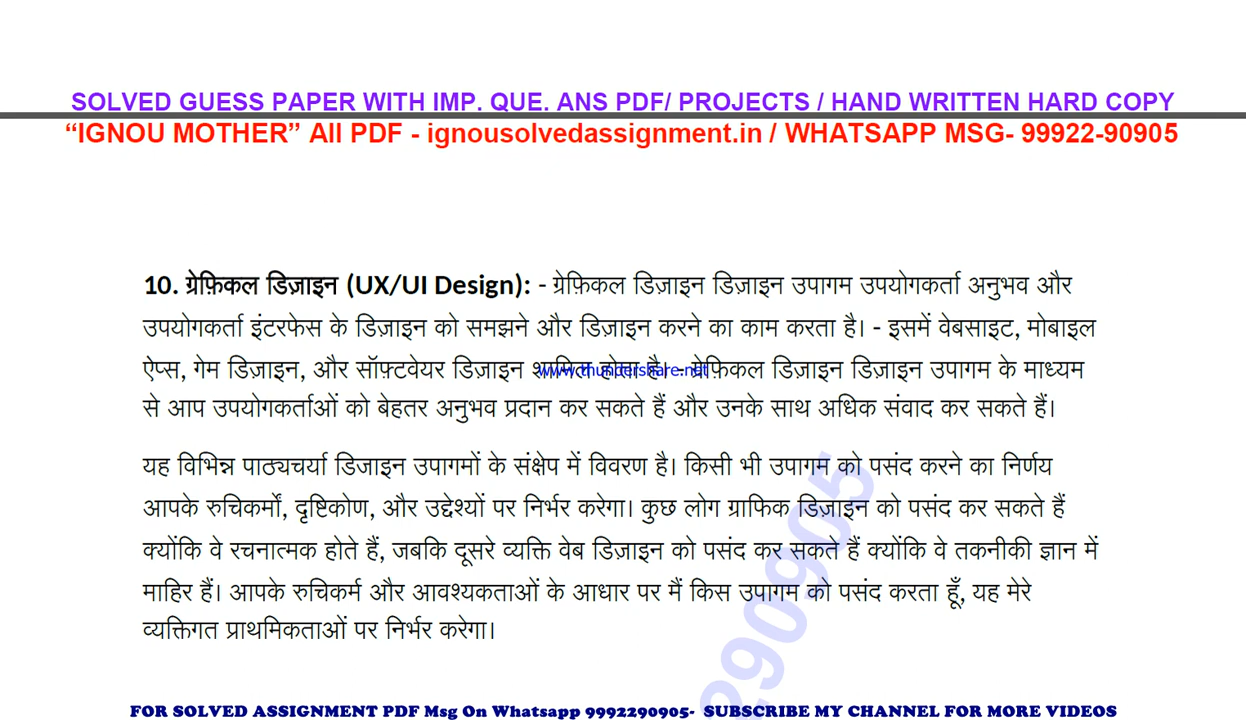 SOLVED GUESS PAPER WITH IMP. QUE. ANS PDF/ PROJECTS / HAND WRITTEN HARD COPY
“IGNOU MOTHER” All PDF - ignousolvedassignment.in / WHATSAPP MSG- 99922-90905
10. ग्रेफ़िकल डिज़ाइन (UX/UI Design): - ग्रेफ़िकल डिज़ाइन डिज़ाइन उपागम उपयोगकर्ता अनुभव और
उपयोगकर्ता इंटरफेस के डिज़ाइन को समझने और डिज़ाइन करने का काम करता है। - इसमें वेबसाइट, मोबाइल
ऐप्स, गेम डिज़ाइन, और सॉफ़्टवेयर डिज़ाइन शामिल होता है। - ग्रेफ़िकल डिज़ाइन डिज़ाइन उपागम के माध्यम
www.thundershare.net
से आप उपयोगकर्ताओं को बेहतर अनुभव प्रदान कर सकते हैं और उनके साथ अधिक संवाद कर सकते हैं।
यह विभिन्न पाठ्यचर्या डिजाइन उपागमों के संक्षेप में विवरण है। किसी भी उपागम को पसंद करने का निर्णय
आपके रुचिकर्मों, दृष्टिकोण, और उद्देश्यों पर निर्भर करेगा। कुछ लोग ग्राफिक डिज़ाइन को पसंद कर सकते हैं
क्योंकि वे रचनात्मक होते हैं, जबकि दूसरे व्यक्ति वेब डिज़ाइन को पसंद कर सकते हैं क्योंकि वे तकनीकी ज्ञान में
माहिर हैं। आपके रुचिकर्म और आवश्यकताओं के आधार पर मैं किस उपागम को पसंद करता हूँ, यह मेरे
व्यक्तिगत प्राथमिकताओं पर निर्भर करेगा।
290905
FOR SOLVED ASSIGNMENT PDF Msg On Whatsapp 9992290905- SUBSCRIBE MY CHANNEL FOR MORE VIDEOS